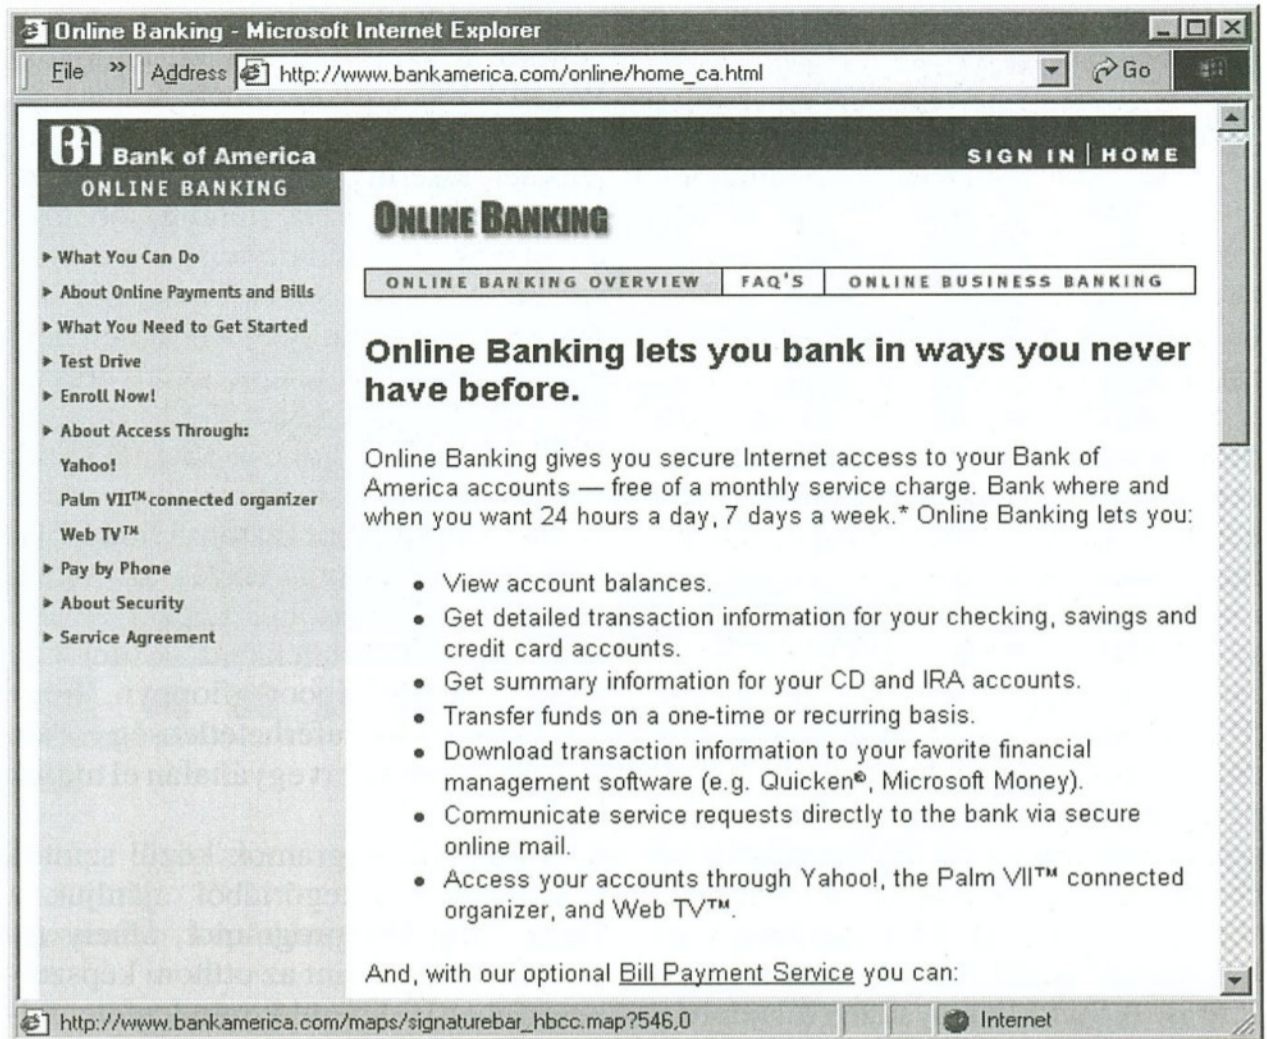 Online Banking - Microsoft Internet Explorer
File » Address http://www.bankamerica.com/online/home_ca.html Go
Bank of America
SIGN IN | HOME
ONLINE BANKING
What You Can Do
About Online Payments and Bills
What You Need to Get Started
Test Drive
Enroll Now!
About Access Through:
Yahoo!
Palm VII™ connected organizer
Web TV™
Pay by Phone
About Security
Service Agreement
ONLINE BANKING
ONLINE BANKING OVERVIEW FAQ'S ONLINE BUSINESS BANKING
Online Banking lets you bank in ways you never
have before.
Online Banking gives you secure Internet access to your Bank of
America accounts — free of a monthly service charge. Bank where and
when you want 24 hours a day, 7 days a week.* Online Banking lets you:
• View account balances.
• Get detailed transaction information for your checking, savings and
credit card accounts.
• Get summary information for your CD and IRA accounts.
• Transfer funds on a one-time or recurring basis.
• Download transaction information to your favorite financial
management software (e.g. Quicken®, Microsoft Money).
• Communicate service requests directly to the bank via secure
online mail.
• Access your accounts through Yahoo!, the Palm VII™ connected
organizer, and Web TV™.
And, with our optional Bill Payment Service you can:
http://www.bankamerica.com/maps/signaturebar_hbcc.map?546,0 Internet